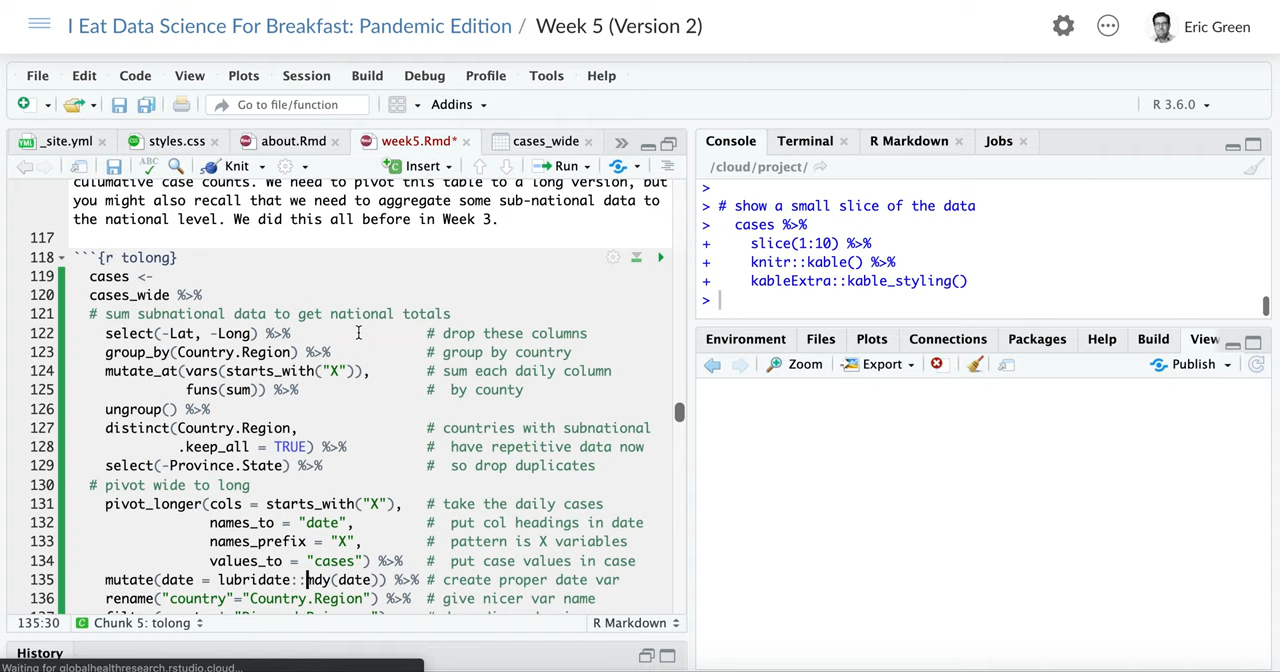 I Eat Data Science For Breakfast: Pandemic Edition / Week 5 (Version 2)
Eric Green
File Edit Code View Plots Session Build Debug Profile Tools Help
Go to file/function Addins R 3.6.0
_site.yml styles.css about.Rmd week5.Rmd* cases_wide
Knit Insert Run
culumative case counts. We need to pivot this table to a long version, but
you might also recall that we need to aggregate some sub-national data to
the national level. We did this all before in Week 3.
117
118 ```{r tolong}
119 cases <-
120 cases_wide %>%
121 # sum subnational data to get national totals
122 select(-Lat, -Long) %>% # drop these columns
123 group_by(Country.Region) %>% # group by country
124 mutate_at(vars(starts_with("X")), # sum each daily column
125 funs(sum)) %>% # by county
126 ungroup() %>%
127 distinct(Country.Region, # countries with subnational
128 .keep_all = TRUE) %>% # have repetitive data now
129 select(-Province.State) %>% # so drop duplicates
130 # pivot wide to long
131 pivot_longer(cols = starts_with("X"), # take the daily cases
132 names_to = "date", # put col headings in date
133 names_prefix = "X", # pattern is X variables
134 values_to = "cases") %>% # put case values in case
135 mutate(date = lubridate::mdy(date)) %>% # create proper date var
136 rename("country"="Country.Region") %>% # give nicer var name
135:30 Chunk 5: tolong R Markdown
History
Waiting for globalhealthresearch.rstudio.cloud...
Console Terminal R Markdown Jobs
/cloud/project/
>
> # show a small slice of the data
> cases %>%
+ slice(1:10) %>%
+ knitr::kable() %>%
+ kableExtra::kable_styling()
>
Environment Files Plots Connections Packages Help Build View
Zoom Export Publish